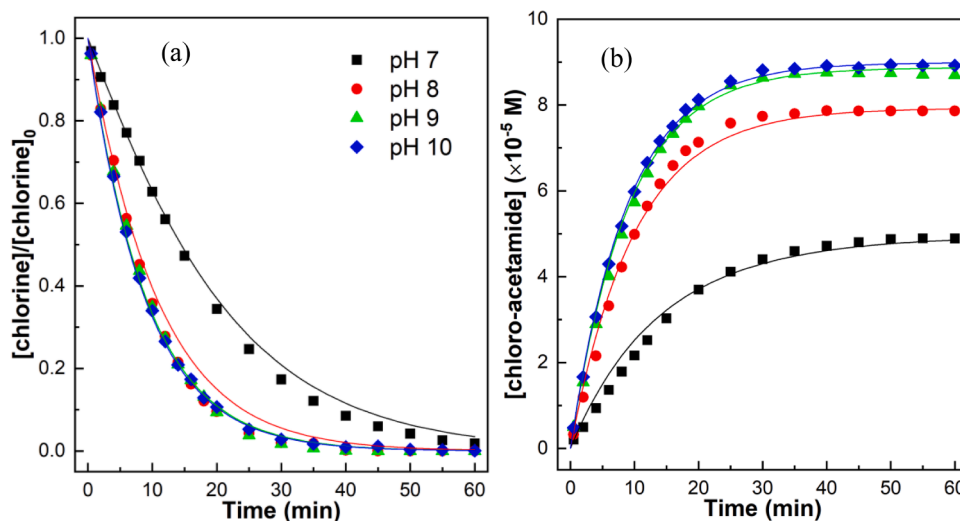 (a)
pH 7
pH 8
pH 9
pH 10
[chlorine]/[chlorine]0
1.0
0.8
0.6
0.4
0.2
0.0
0 10 20 30 40 50 60
Time (min)
(b)
[chloro-acetamide] (×10-5 M)
10
8
6
4
2
0
0 10 20 30 40 50 60
Time (min)